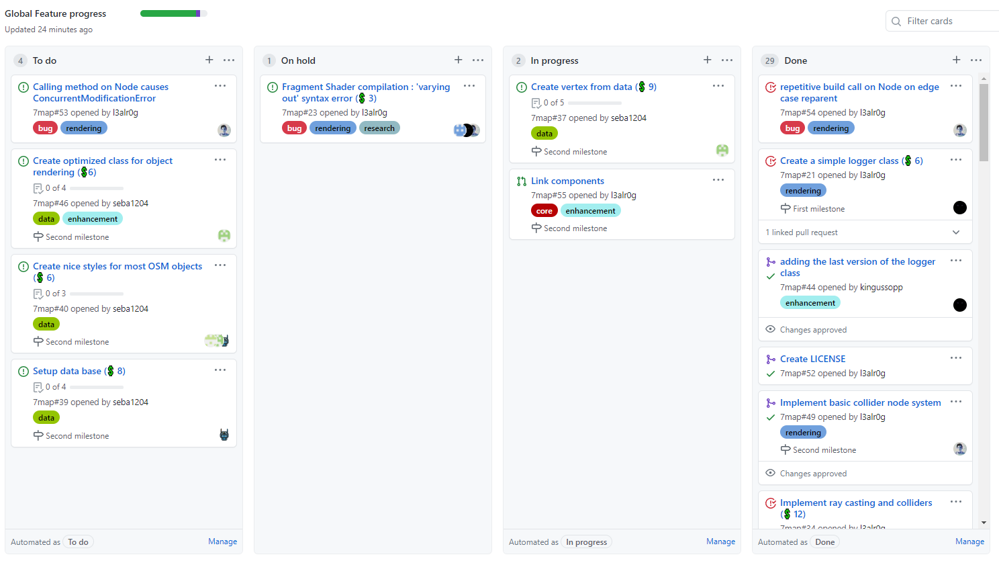 Global Feature progress
Updated 24 minutes ago
Filter cards
4 To do
Calling method on Node causes
ConcurrentModificationError
7map#53 opened by l3alr0g
bug rendering
Create optimized class for object
rendering (💲6)
0 of 4
7map#46 opened by seba1204
data enhancement
Second milestone
Create nice styles for most OSM objects
(💲 6)
0 of 3
7map#40 opened by seba1204
data
Second milestone
Setup data base (💲 8)
0 of 4
7map#39 opened by seba1204
data
Second milestone
Automated as To do Manage
1 On hold
Fragment Shader compilation : 'varying
out' syntax error (💲 3)
7map#23 opened by l3alr0g
bug rendering research
2 In progress
Create vertex from data (💲 9)
0 of 5
7map#37 opened by seba1204
data
Second milestone
Link components
7map#55 opened by l3alr0g
core enhancement
Second milestone
Automated as In progress Manage
29 Done
repetitive build call on Node on edge
case reparent
7map#54 opened by l3alr0g
bug rendering
Create a simple logger class (💲 6)
7map#21 opened by l3alr0g
rendering
First milestone
1 linked pull request
adding the last version of the logger
class
7map#44 opened by kingussopp
enhancement
Changes approved
Create LICENSE
7map#52 opened by l3alr0g
Implement basic collider node system
7map#49 opened by l3alr0g
rendering
Second milestone
Changes approved
Implement ray casting and colliders
(💲 12)
7map#34 opened by l3alr0g
Automated as Done Manage